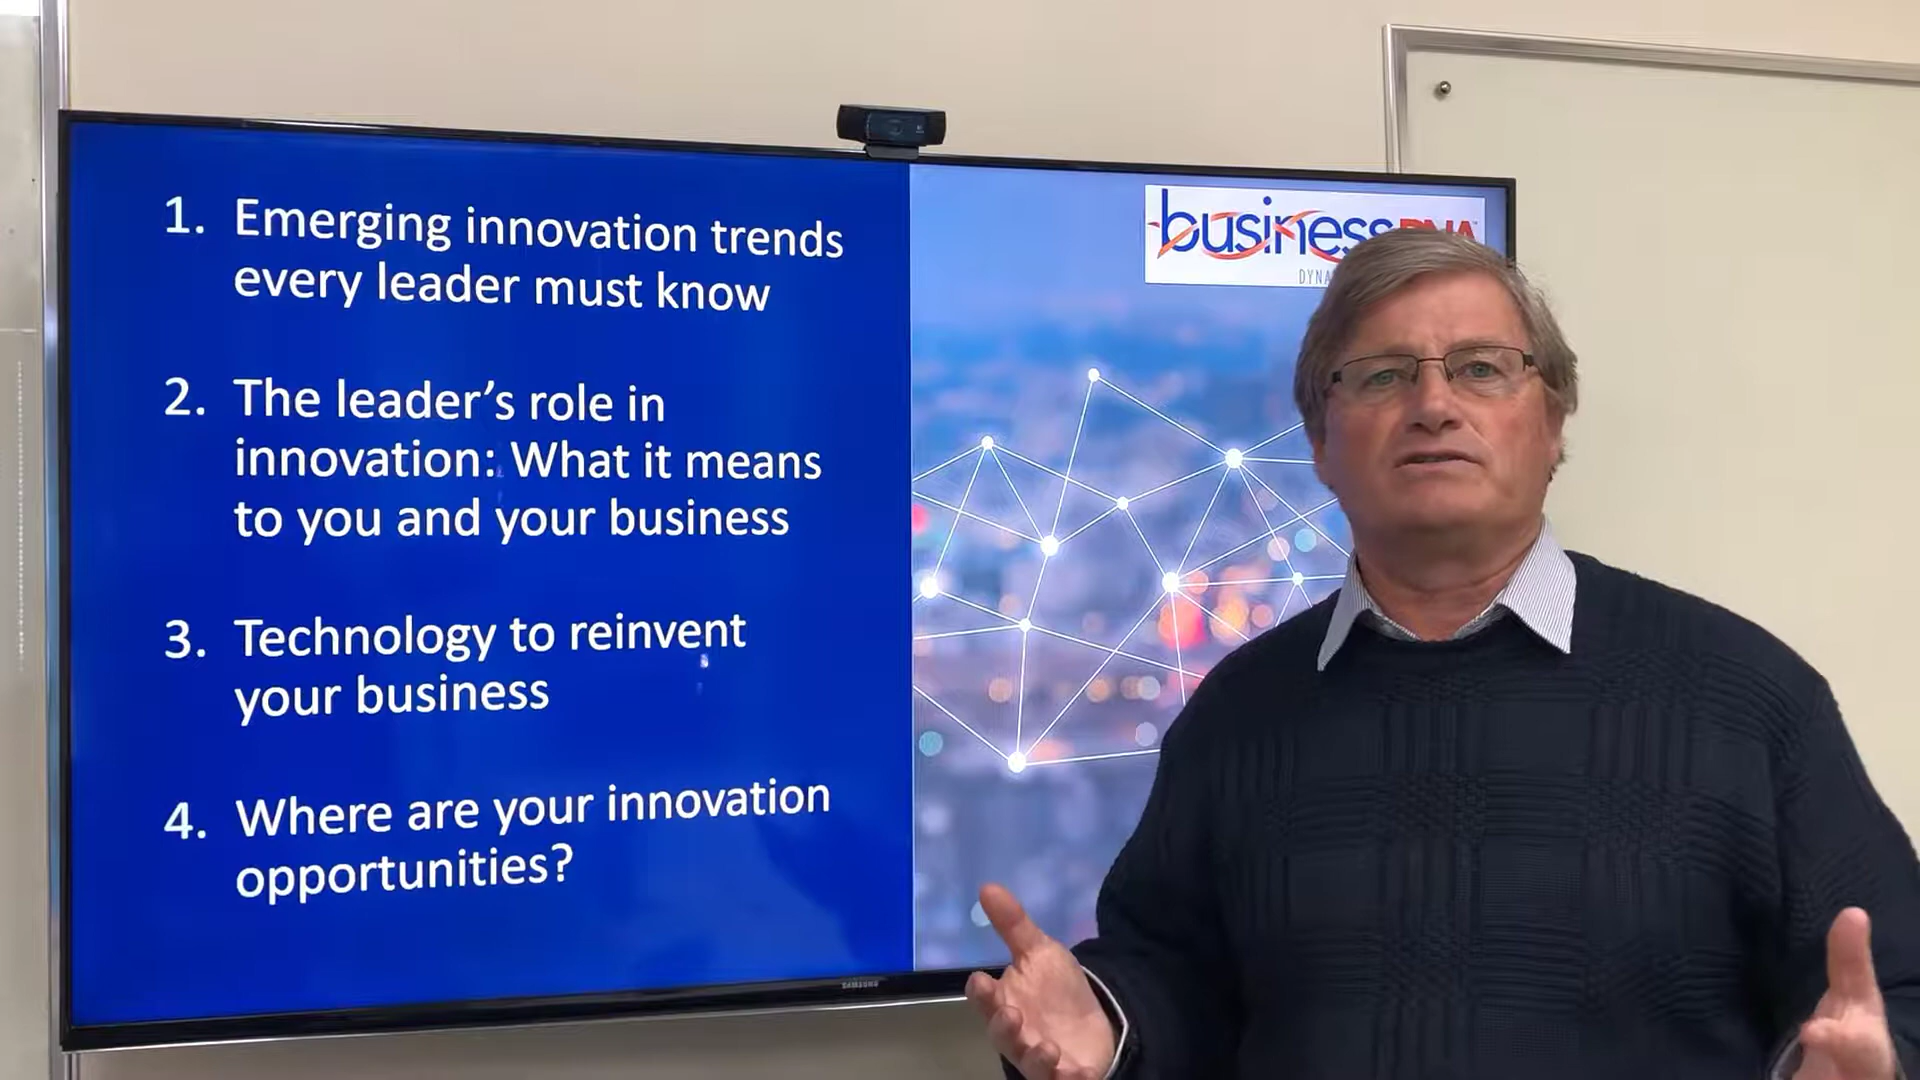 1. Emerging innovation trends
every leader must know
2. The leader's role in
innovation: What it means
to you and your business
3. Technology to reinvent
your business
4. Where are your innovation
opportunities?
business DNA™
SAMSUNG